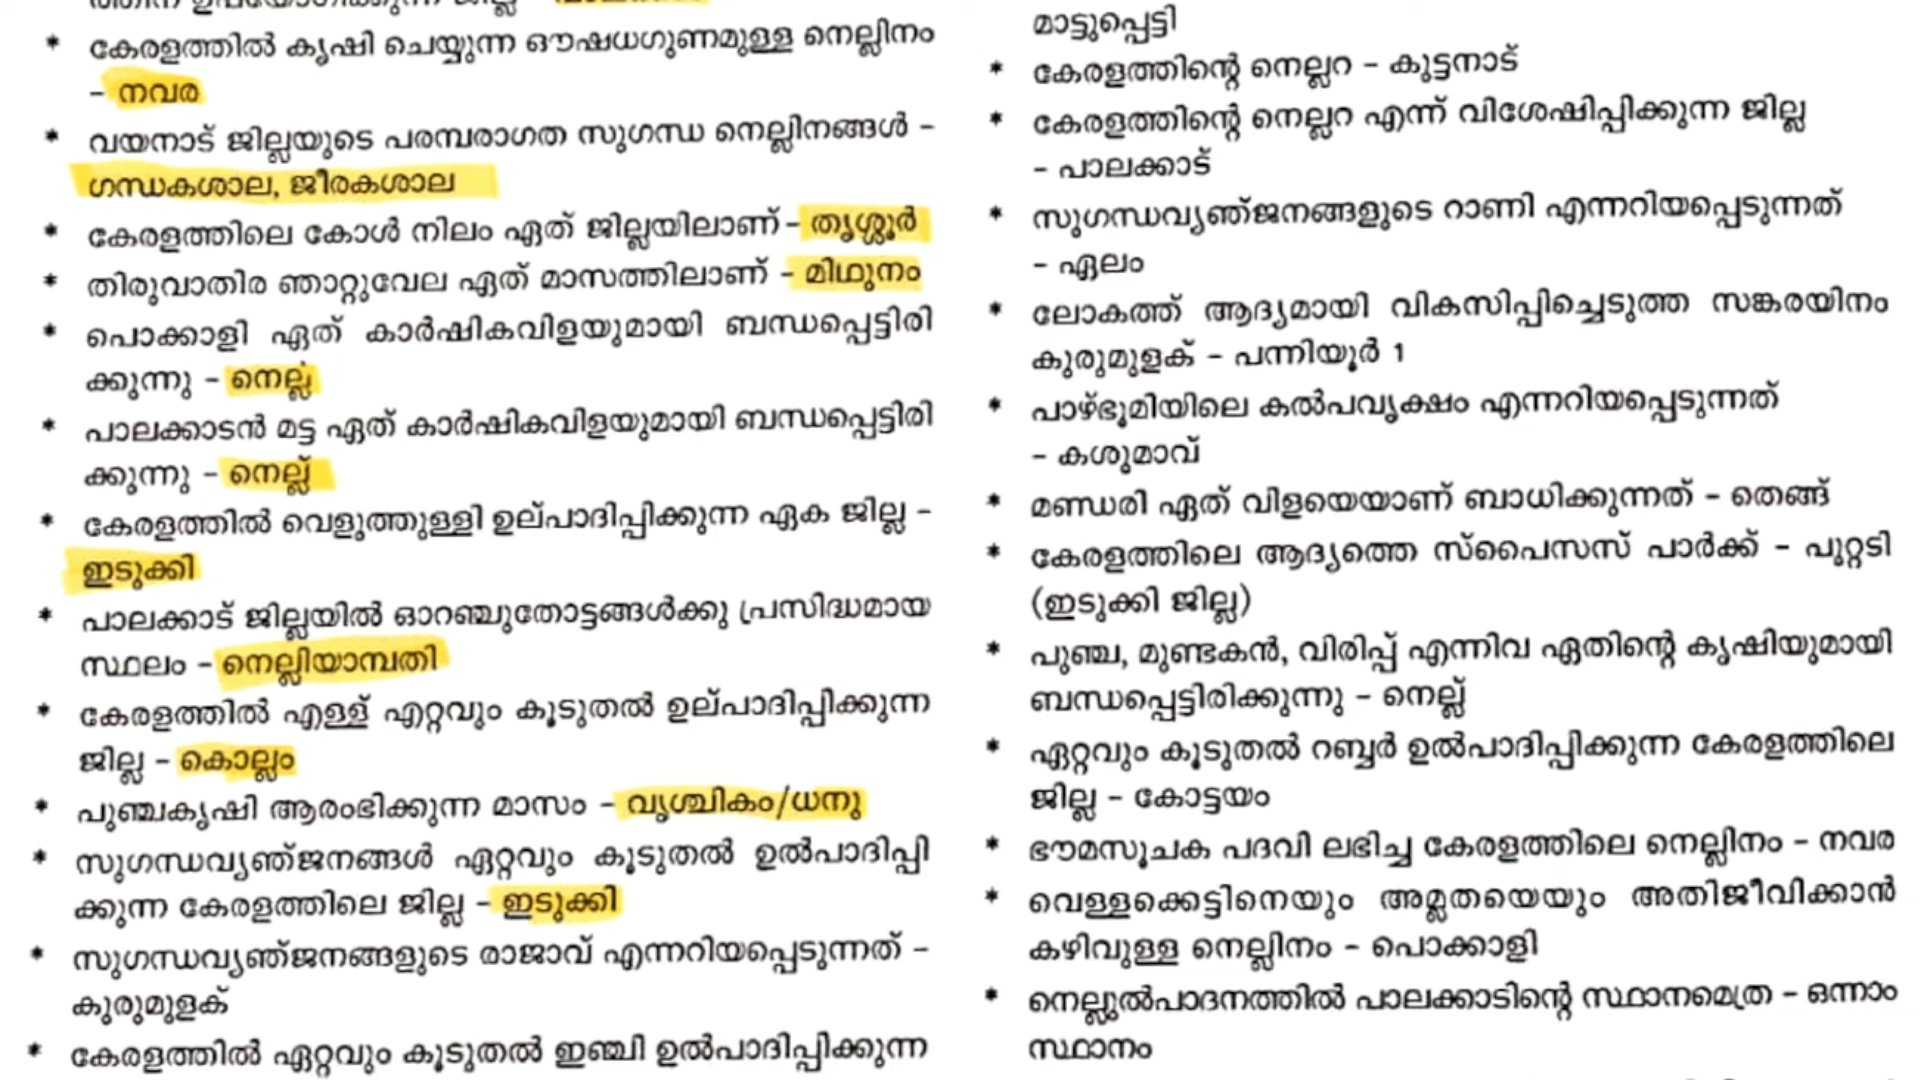 * കേരളത്തിൽ കൃഷി ചെയ്യുന്ന ഔഷധഗുണമുള്ള നെല്ലിനം
– നവര
* വയനാട് ജില്ലയുടെ പരമ്പരാഗത സുഗന്ധ നെല്ലിനങ്ങൾ –
ഗന്ധകശാല, ജീരകശാല
* കേരളത്തിലെ കോൾ നിലം ഏത് ജില്ലയിലാണ് – തൃശ്ശൂർ
* തിരുവാതിര ഞാറ്റുവേല ഏത് മാസത്തിലാണ് – മിഥുനം
* പൊക്കാളി ഏത് കാർഷികവിളയുമായി ബന്ധപ്പെട്ടിരി
ക്കുന്നു – നെല്ല്
* പാലക്കാടൻ മട്ട ഏത് കാർഷികവിളയുമായി ബന്ധപ്പെട്ടിരി
ക്കുന്നു – നെല്ല്
* കേരളത്തിൽ വെളുത്തുള്ളി ഉല്പാദിപ്പിക്കുന്ന ഏക ജില്ല –
ഇടുക്കി
* പാലക്കാട് ജില്ലയിൽ ഓറഞ്ചുതോട്ടങ്ങൾക്കു പ്രസിദ്ധമായ
സ്ഥലം – നെല്ലിയാമ്പതി
* കേരളത്തിൽ എള്ള് എറ്റവും കൂടുതൽ ഉല്പാദിപ്പിക്കുന്ന
ജില്ല – കൊല്ലം
* പുഞ്ചകൃഷി ആരംഭിക്കുന്ന മാസം – വൃശ്ചികം/ധനു
* സുഗന്ധവ്യഞ്ജനങ്ങൾ ഏറ്റവും കൂടുതൽ ഉൽപാദിപ്പി
ക്കുന്ന കേരളത്തിലെ ജില്ല – ഇടുക്കി
* സുഗന്ധവ്യഞ്ജനങ്ങളുടെ രാജാവ് എന്നറിയപ്പെടുന്നത് –
കുരുമുളക്
* കേരളത്തിൽ ഏറ്റവും കൂടുതൽ ഇഞ്ചി ഉൽപാദിപ്പിക്കുന്ന
മാട്ടുപ്പെട്ടി
* കേരളത്തിന്റെ നെല്ലറ – കുട്ടനാട്
* കേരളത്തിന്റെ നെല്ലറ എന്ന് വിശേഷിപ്പിക്കുന്ന ജില്ല
– പാലക്കാട്
* സുഗന്ധവ്യഞ്ജനങ്ങളുടെ റാണി എന്നറിയപ്പെടുന്നത്
– ഏലം
* ലോകത്ത് ആദ്യമായി വികസിപ്പിച്ചെടുത്ത സങ്കരയിനം
കുരുമുളക് – പന്നിയൂർ 1
* പാഴ്ഭൂമിയിലെ കൽപവൃക്ഷം എന്നറിയപ്പെടുന്നത്
– കശുമാവ്
* മണ്ഡരി ഏത് വിളയെയാണ് ബാധിക്കുന്നത് – തെങ്ങ്
* കേരളത്തിലെ ആദ്യത്തെ സ്പൈസസ് പാർക്ക് – പുറ്റടി
(ഇടുക്കി ജില്ല)
* പുഞ്ച, മുണ്ടകൻ, വിരിപ്പ് എന്നിവ ഏതിന്റെ കൃഷിയുമായി
ബന്ധപ്പെട്ടിരിക്കുന്നു – നെല്ല്
* ഏറ്റവും കൂടുതൽ റബ്ബർ ഉൽപാദിപ്പിക്കുന്ന കേരളത്തിലെ
ജില്ല – കോട്ടയം
* ഭൗമസൂചക പദവി ലഭിച്ച കേരളത്തിലെ നെല്ലിനം – നവര
* വെള്ളക്കെട്ടിനെയും അമ്ലതയെയും അതിജീവിക്കാൻ
കഴിവുള്ള നെല്ലിനം – പൊക്കാളി
* നെല്ലുൽപാദനത്തിൽ പാലക്കാടിന്റെ സ്ഥാനമെത്ര – ഒന്നാം
സ്ഥാനം